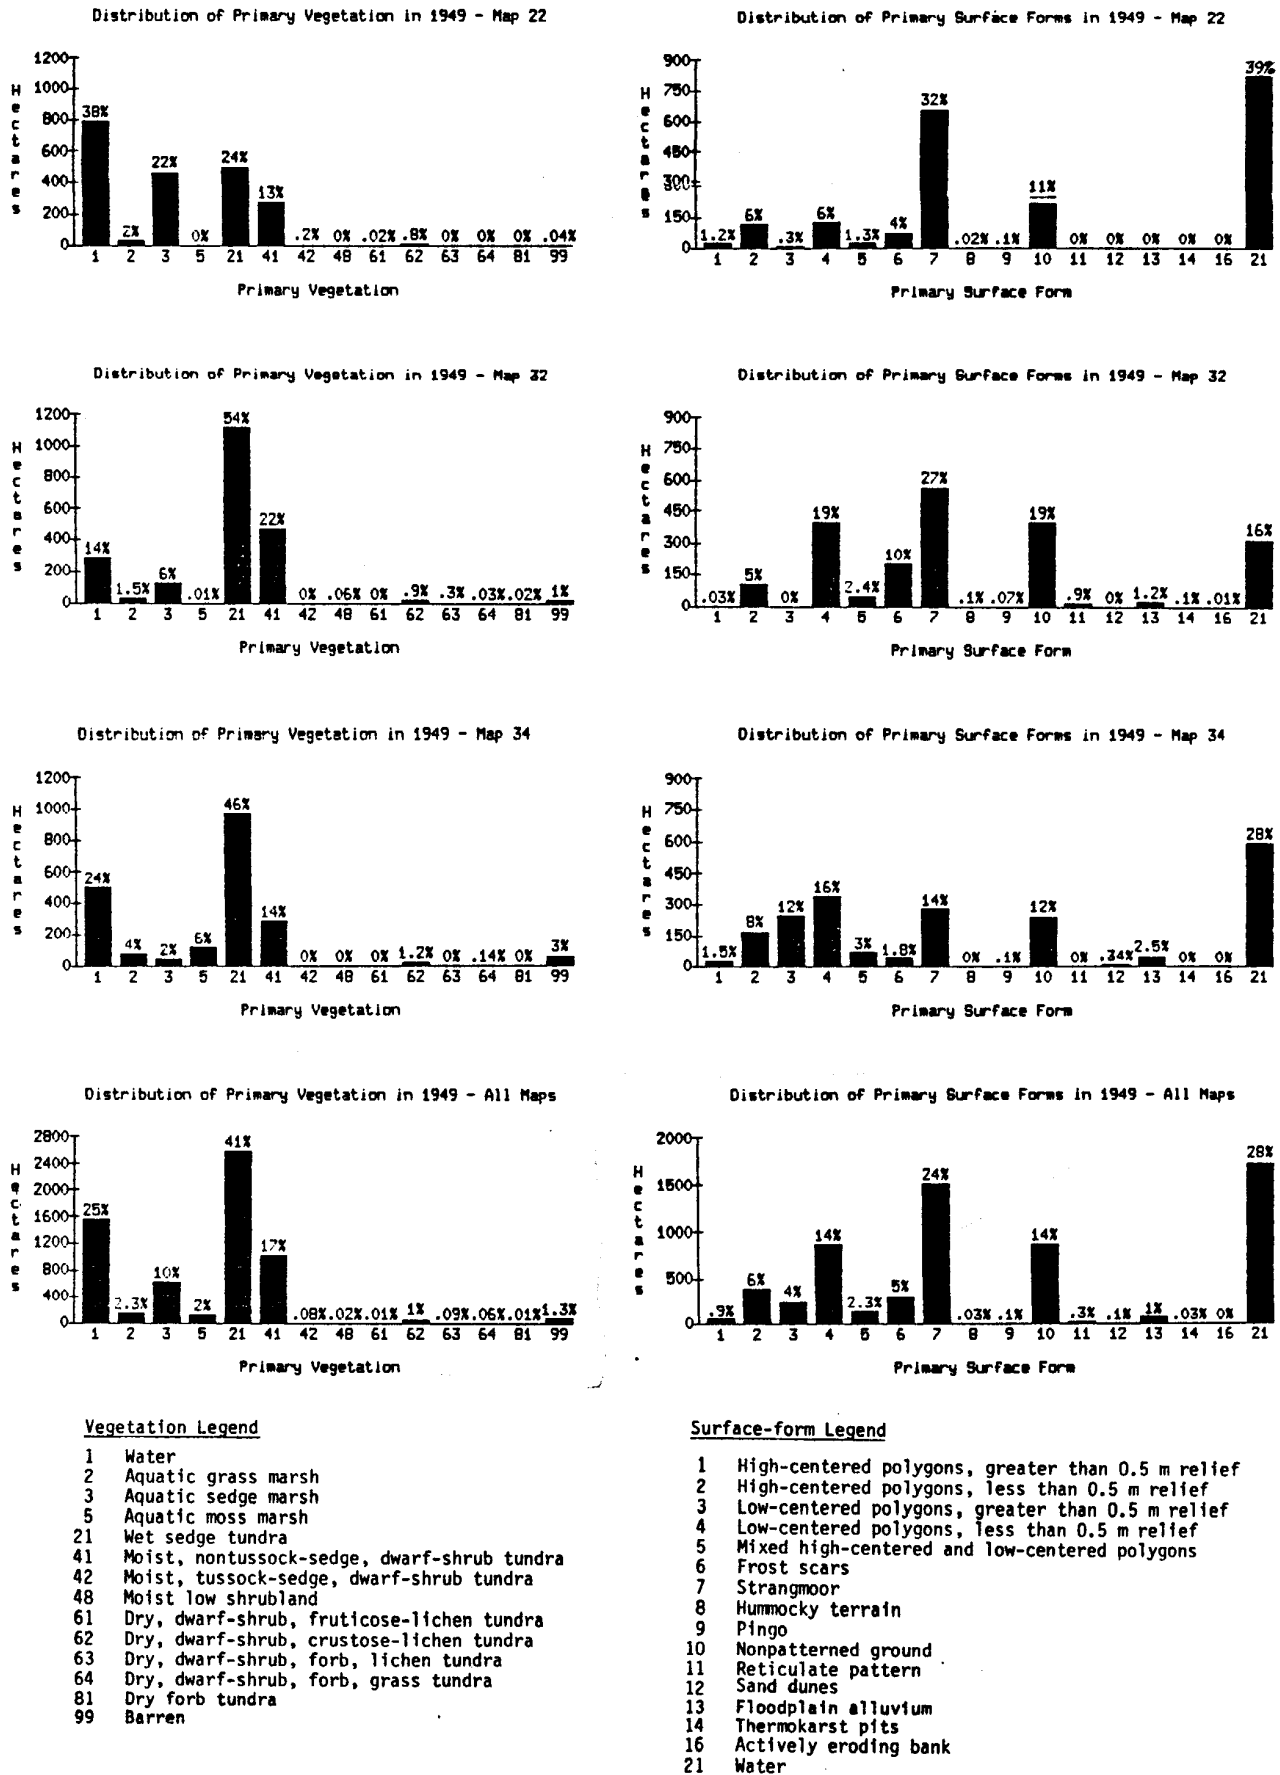 Distribution of Primary Vegetation in 1949 - Map 22
Hectares
1200
1000
800
600
400
200
0
38% 2% 22% 0% 24% 13% .2% 0% .02% .8% 0% 0% 0% .04%
1 2 3 5 21 41 42 48 61 62 63 64 81 99
Primary Vegetation
Distribution of Primary Surface Forms in 1949 - Map 22
Hectares
900
750
600
450
300
150
0
1.2% 6% .3% 6% 1.3% 4% 32% .02% .1% 11% 0% 0% 0% 0% 0% 39%
1 2 3 4 5 6 7 8 9 10 11 12 13 14 16 21
Primary Surface Form
Distribution of Primary Vegetation in 1949 - Map 32
Hectares
1200
1000
800
600
400
200
0
14% 1.5% 6% .01% 54% 22% 0% .06% 0% .9% .3% .03% .02% 1%
1 2 3 5 21 41 42 48 61 62 63 64 81 99
Primary Vegetation
Distribution of Primary Surface Forms in 1949 - Map 32
Hectares
900
750
600
450
300
150
0
.03% 5% 0% 19% 2.4% 10% 27% .1% .07% 19% .9% 0% 1.2% .1% .01% 16%
1 2 3 4 5 6 7 8 9 10 11 12 13 14 16 21
Primary Surface Form
Distribution of Primary Vegetation in 1949 - Map 34
Hectares
1200
1000
800
600
400
200
0
24% 4% 2% 6% 46% 14% 0% 0% 0% 1.2% 0% .14% 0% 3%
1 2 3 5 21 41 42 48 61 62 63 64 81 99
Primary Vegetation
Distribution of Primary Surface Forms in 1949 - Map 34
Hectares
900
750
600
450
300
150
0
1.5% 8% 12% 16% 3% 1.8% 14% 0% .1% 12% 0% .34% 2.5% 0% 0% 28%
1 2 3 4 5 6 7 8 9 10 11 12 13 14 16 21
Primary Surface Form
Distribution of Primary Vegetation in 1949 - All Maps
Hectares
2800
2400
2000
1600
1200
800
400
0
25% 2.3% 10% 2% 41% 17% .08% .02% .01% 1% .09% .06% .01% 1.3%
1 2 3 5 21 41 42 48 61 62 63 64 81 99
Primary Vegetation
Distribution of Primary Surface Forms in 1949 - All Maps
Hectares
2000
1500
1000
500
0
.9% 6% 4% 14% 2.3% 5% 24% .03% .1% 14% .3% .1% 1% .03% 0% 28%
1 2 3 4 5 6 7 8 9 10 11 12 13 14 16 21
Primary Surface Form
Vegetation Legend
1 Water
2 Aquatic grass marsh
3 Aquatic sedge marsh
5 Aquatic moss marsh
21 Wet sedge tundra
41 Moist, nontussock-sedge, dwarf-shrub tundra
42 Moist, tussock-sedge, dwarf-shrub tundra
48 Moist low shrubland
61 Dry, dwarf-shrub, fruticose-lichen tundra
62 Dry, dwarf-shrub, crustose-lichen tundra
63 Dry, dwarf-shrub, forb, lichen tundra
64 Dry, dwarf-shrub, forb, grass tundra
81 Dry forb tundra
99 Barren
Surface-form Legend
1 High-centered polygons, greater than 0.5 m relief
2 High-centered polygons, less than 0.5 m relief
3 Low-centered polygons, greater than 0.5 m relief
4 Low-centered polygons, less than 0.5 m relief
5 Mixed high-centered and low-centered polygons
6 Frost scars
7 Strangmoor
8 Hummocky terrain
9 Pingo
10 Nonpatterned ground
11 Reticulate pattern
12 Sand dunes
13 Floodplain alluvium
14 Thermokarst pits
16 Actively eroding bank
21 Water